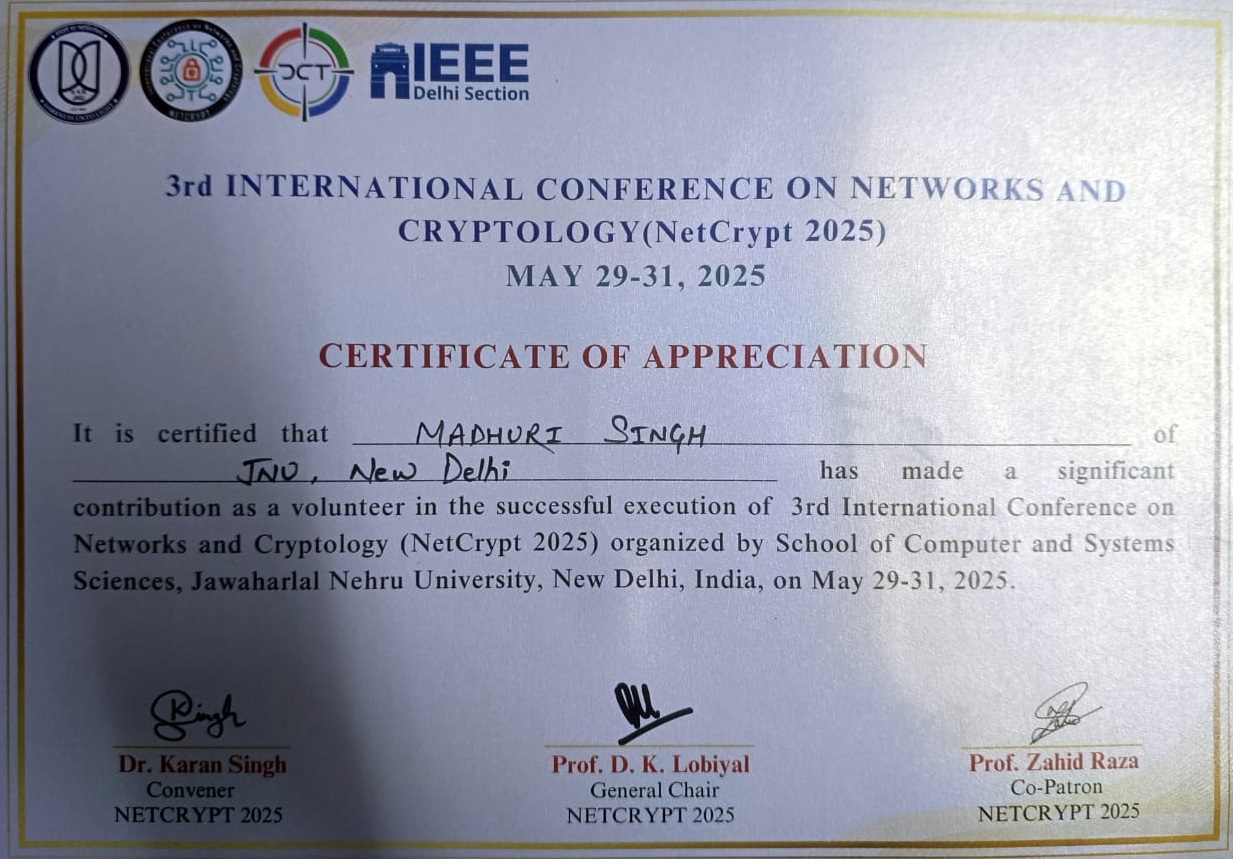 DCT
IEEE
Delhi Section
NETCRYPT
3rd INTERNATIONAL CONFERENCE ON NETWORKS AND
CRYPTOLOGY(NetCrypt 2025)
MAY 29-31, 2025
CERTIFICATE OF APPRECIATION
It is certified that MADHURI SINGH of
JNU, New Delhi has made a significant
contribution as a volunteer in the successful execution of 3rd International Conference on
Networks and Cryptology (NetCrypt 2025) organized by School of Computer and Systems
Sciences, Jawaharlal Nehru University, New Delhi, India, on May 29-31, 2025.
KSingh
Dr. Karan Singh Prof. D. K. Lobiyal Prof. Zahid Raza
Convener General Chair Co-Patron
NETCRYPT 2025 NETCRYPT 2025 NETCRYPT 2025